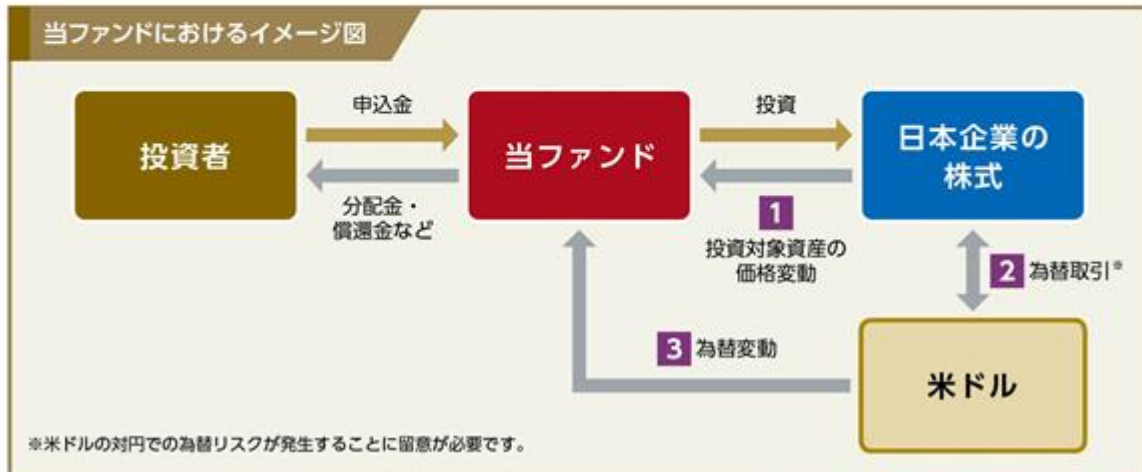 当ファンドにおけるイメージ図
投資者
申込金
分配金・
償還金など
当ファンド
投資
1
投資対象資産の
価格変動
日本企業の
株式
2 為替取引※
3 為替変動
米ドル
※米ドルの対円での為替リスクが発生することに留意が必要です。